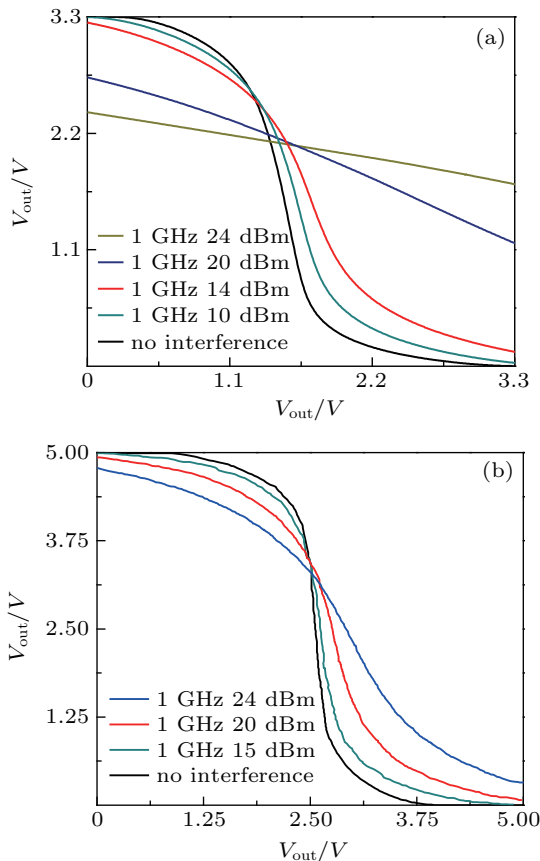 (a)
3.3
2.2
1.1
V_out/V
1 GHz 24 dBm
1 GHz 20 dBm
1 GHz 14 dBm
1 GHz 10 dBm
no interference
0 1.1 2.2 3.3
V_out/V
(b)
5.00
3.75
2.50
1.25
V_out/V
1 GHz 24 dBm
1 GHz 20 dBm
1 GHz 15 dBm
no interference
0 1.25 2.50 3.75 5.00
V_out/V